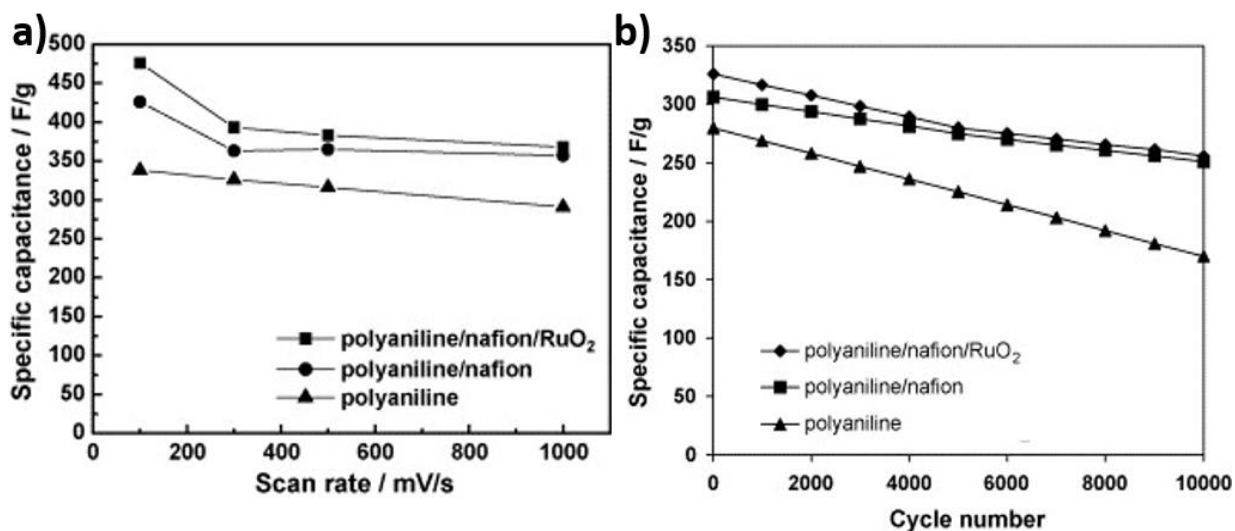 a)
Specific capacitance / F/g
500
450
400
350
300
250
200
150
100
50
0
polyaniline/nafion/RuO₂
polyaniline/nafion
polyaniline
0 200 400 600 800 1000
Scan rate / mV/s
b)
Specific capacitance / F/g
350
300
250
200
150
100
50
0
polyaniline/nafion/RuO₂
polyaniline/nafion
polyaniline
0 2000 4000 6000 8000 10000
Cycle number